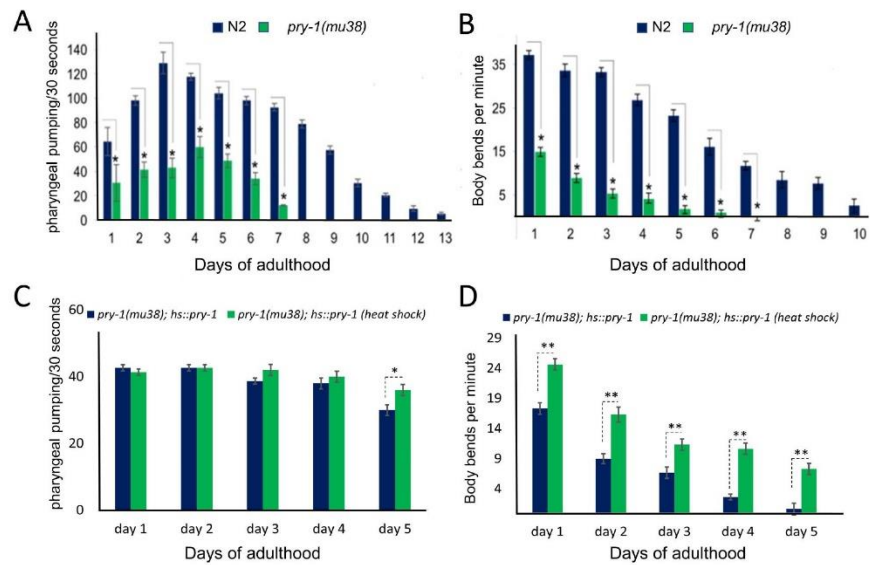 A
N2 pry-1(mu38)
pharyngeal pumping/30 seconds
140
120
100
80
60
40
20
0
* * * * * * *
1 2 3 4 5 6 7 8 9 10 11 12 13
Days of adulthood
B
N2 pry-1(mu38)
Body bends per minute
35
25
15
5
* * * * * * *
1 2 3 4 5 6 7 8 9 10
Days of adulthood
C
pry-1(mu38); hs::pry-1 pry-1(mu38); hs::pry-1 (heat shock)
pharyngeal pumping/30 seconds
60
40
20
0
*
day 1 day 2 day 3 day 4 day 5
Days of adulthood
D
pry-1(mu38); hs::pry-1 pry-1(mu38); hs::pry-1 (heat shock)
Body bends per minute
29
24
19
14
9
4
** ** ** ** **
day 1 day 2 day 3 day 4 day 5
Days of adulthood